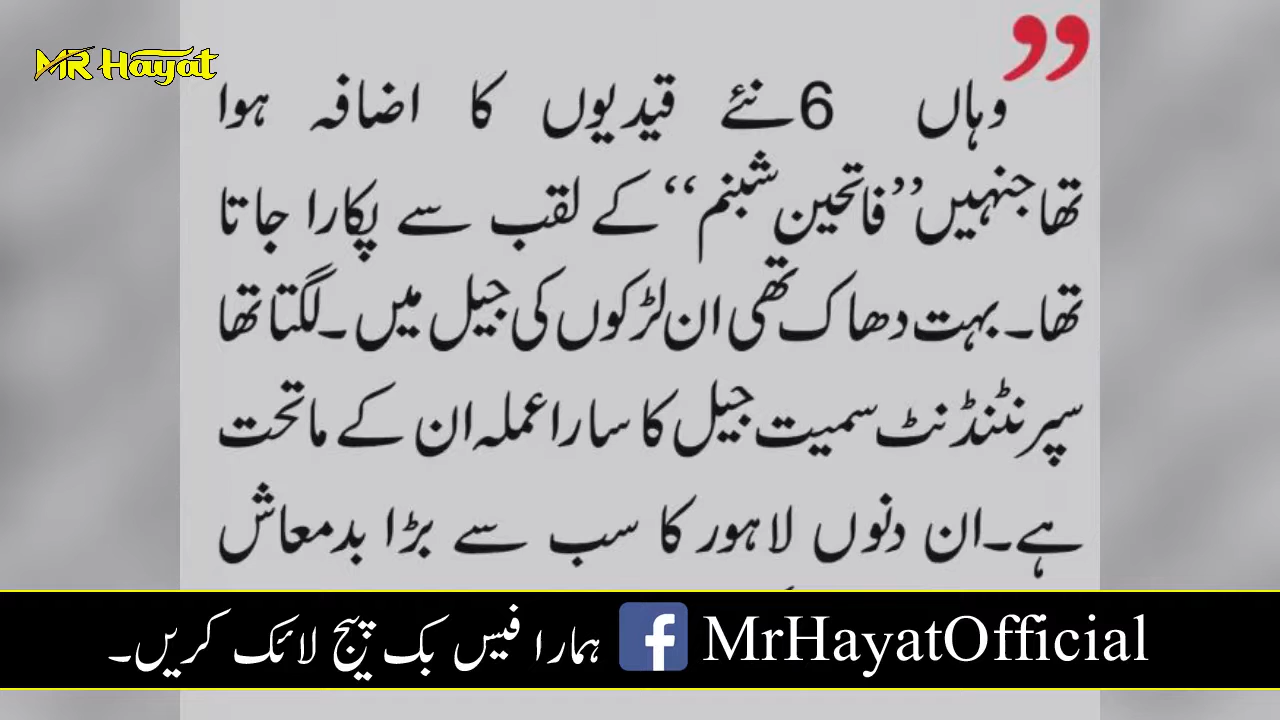 MR Hayat
”
وہاں 6نئے قیدیوں کا اضافہ ہوا
تھا جنہیں ’’فاتحین شبنم‘‘ کے لقب سے پکارا جاتا
تھا۔ بہت دھاک تھی ان لڑکوں کی جیل میں۔ لگتا تھا
سپرنٹنڈنٹ سمیت جیل کا سارا عملہ ان کے ماتحت
ہے۔ ان دنوں لاہور کا سب سے بڑا بدمعاش
ہمارا فیس بک پیج لائک کریں۔ f MrHayatOfficial